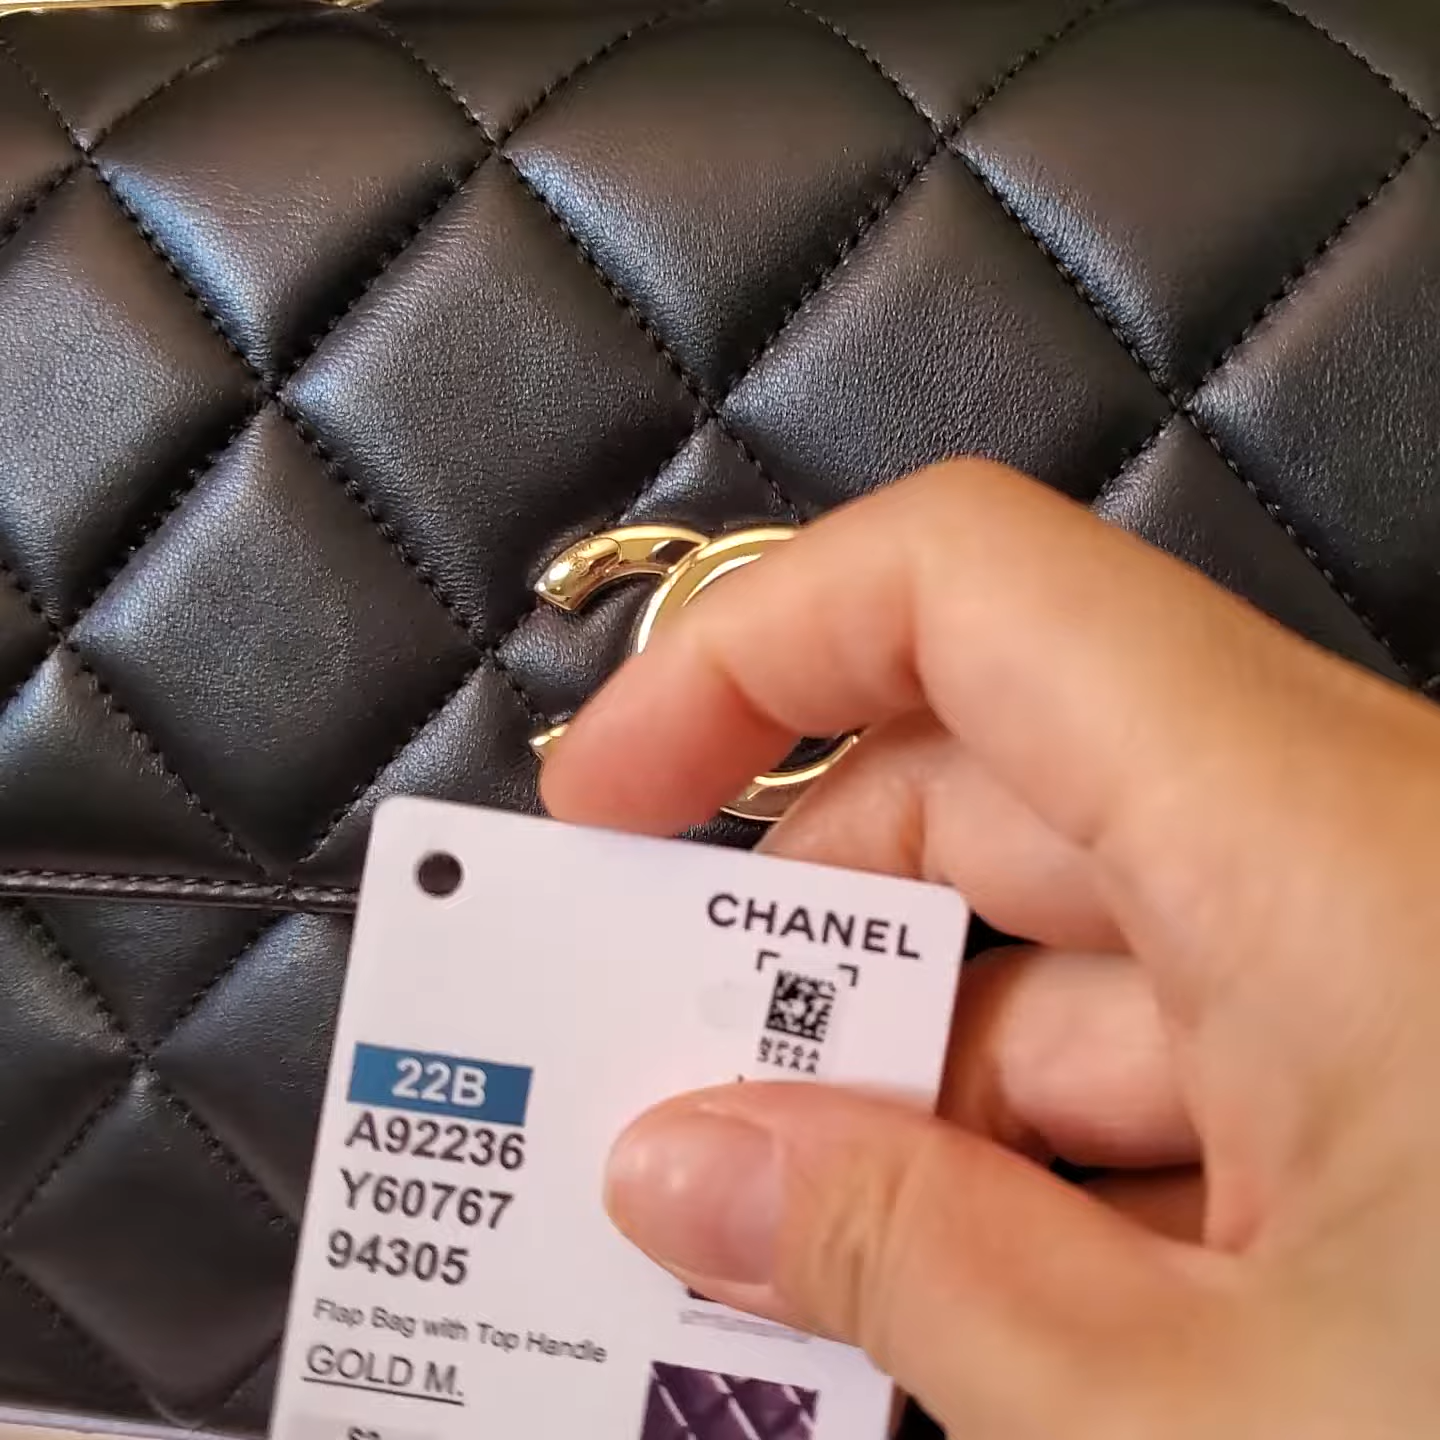 CHANEL
22B
A92236
Y60767
94305
Flap Bag with Top Handle
GOLD M.